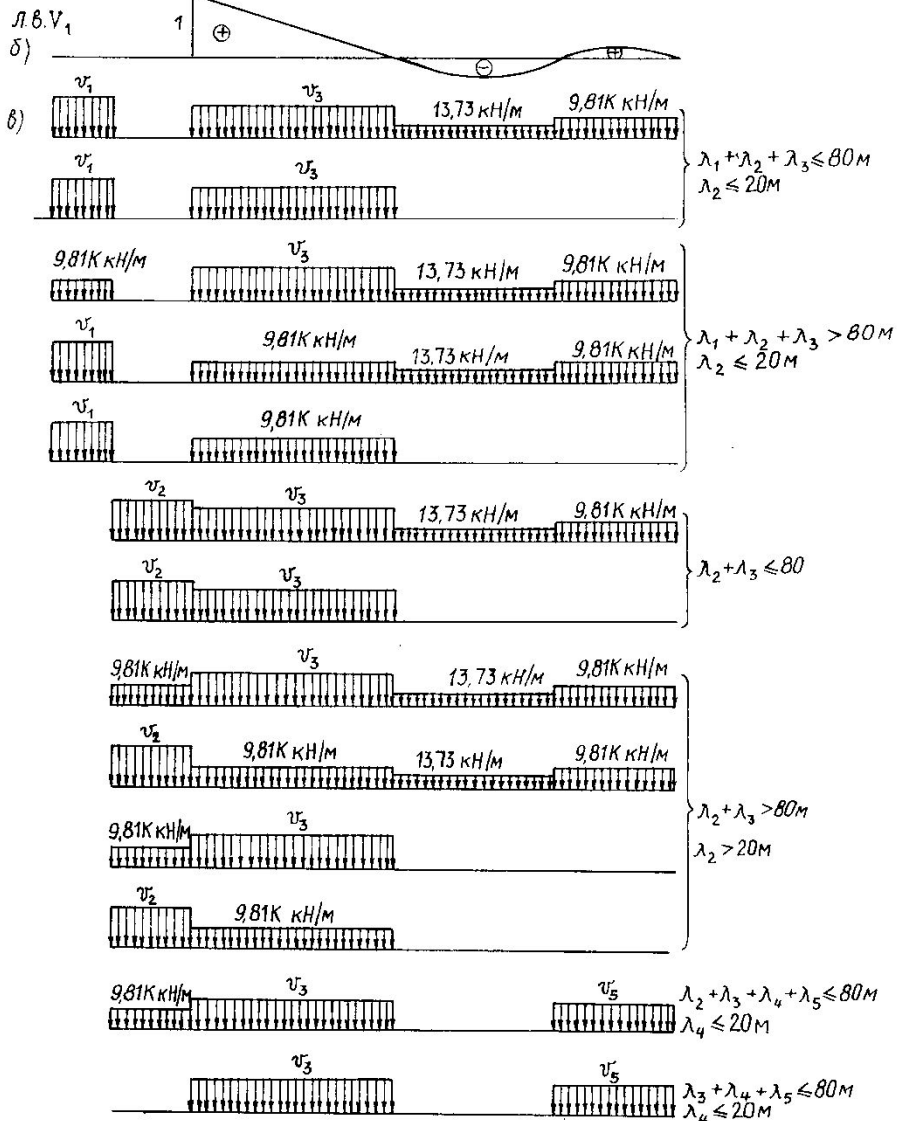 Л.В.V₁
б)
1
+
−
+
в)
v₁ v₃ 13,73 кН/м 9,81К кН/м
λ₁ + λ₂ + λ₃ ⩽ 80м
λ₂ ⩽ 20м
v₁ v₃
9,81К кН/м v₃ 13,73 кН/м 9,81К кН/м
v₁ 9,81К кН/м 13,73 кН/м 9,81К кН/м
λ₁ + λ₂ + λ₃ > 80м
λ₂ ⩽ 20м
v₁ 9,81К кН/м
v₂ v₃ 13,73 кН/м 9,81К кН/м
λ₂ + λ₃ ⩽ 80
v₂ v₃
9,81К кН/м v₃ 13,73 кН/м 9,81К кН/м
v₂ 9,81К кН/м 13,73 кН/м 9,81К кН/м
λ₂ + λ₃ > 80м
λ₂ > 20м
9,81К кН/м v₃
v₂ 9,81К кН/м
9,81К кН/м v₃ v₅ λ₂ + λ₃ + λ₄ + λ₅ ⩽ 80м
λ₄ ⩽ 20м
v₃ v₅ λ₃ + λ₄ + λ₅ ⩽ 80м
λ₄ ⩽ 20м